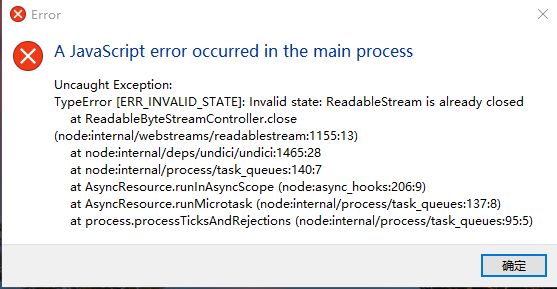 Error
A JavaScript error occurred in the main process
Uncaught Exception:
TypeError [ERR_INVALID_STATE]: Invalid state: ReadableStream is already closed
at ReadableByteStreamController.close
(node:internal/webstreams/readablestream:1155:13)
at node:internal/deps/undici/undici:1465:28
at node:internal/process/task_queues:140:7
at AsyncResource.runInAsyncScope (node:async_hooks:206:9)
at AsyncResource.runMicrotask (node:internal/process/task_queues:137:8)
at process.processTicksAndRejections (node:internal/process/task_queues:95:5)
确定